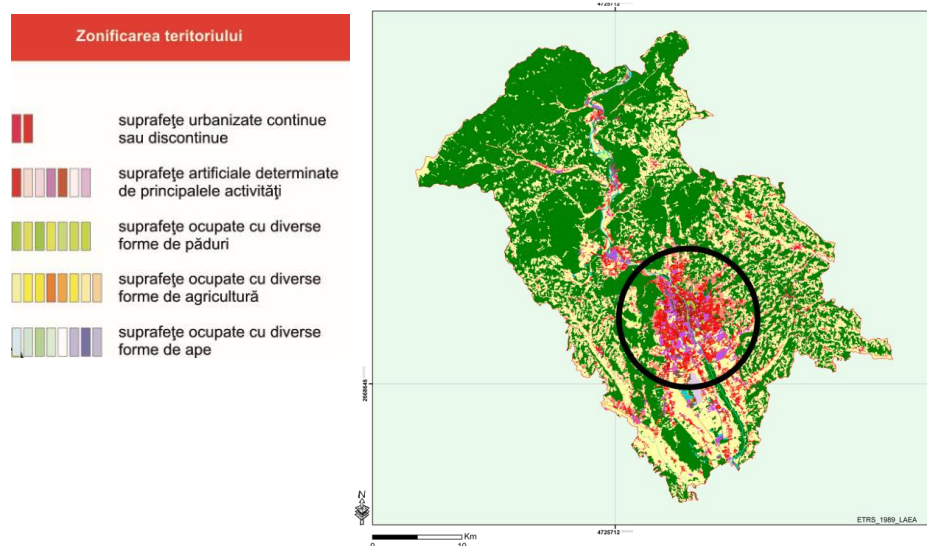 Zonificarea teritoriului
suprafeţe urbanizate continue
sau discontinue
suprafeţe artificiale determinate
de principalele activităţi
suprafeţe ocupate cu diverse
forme de păduri
suprafeţe ocupate cu diverse
forme de agricultură
suprafeţe ocupate cu diverse
forme de ape
4725712
2668646
N
ETRS_1989_LAEA
4725712
Km
0
10